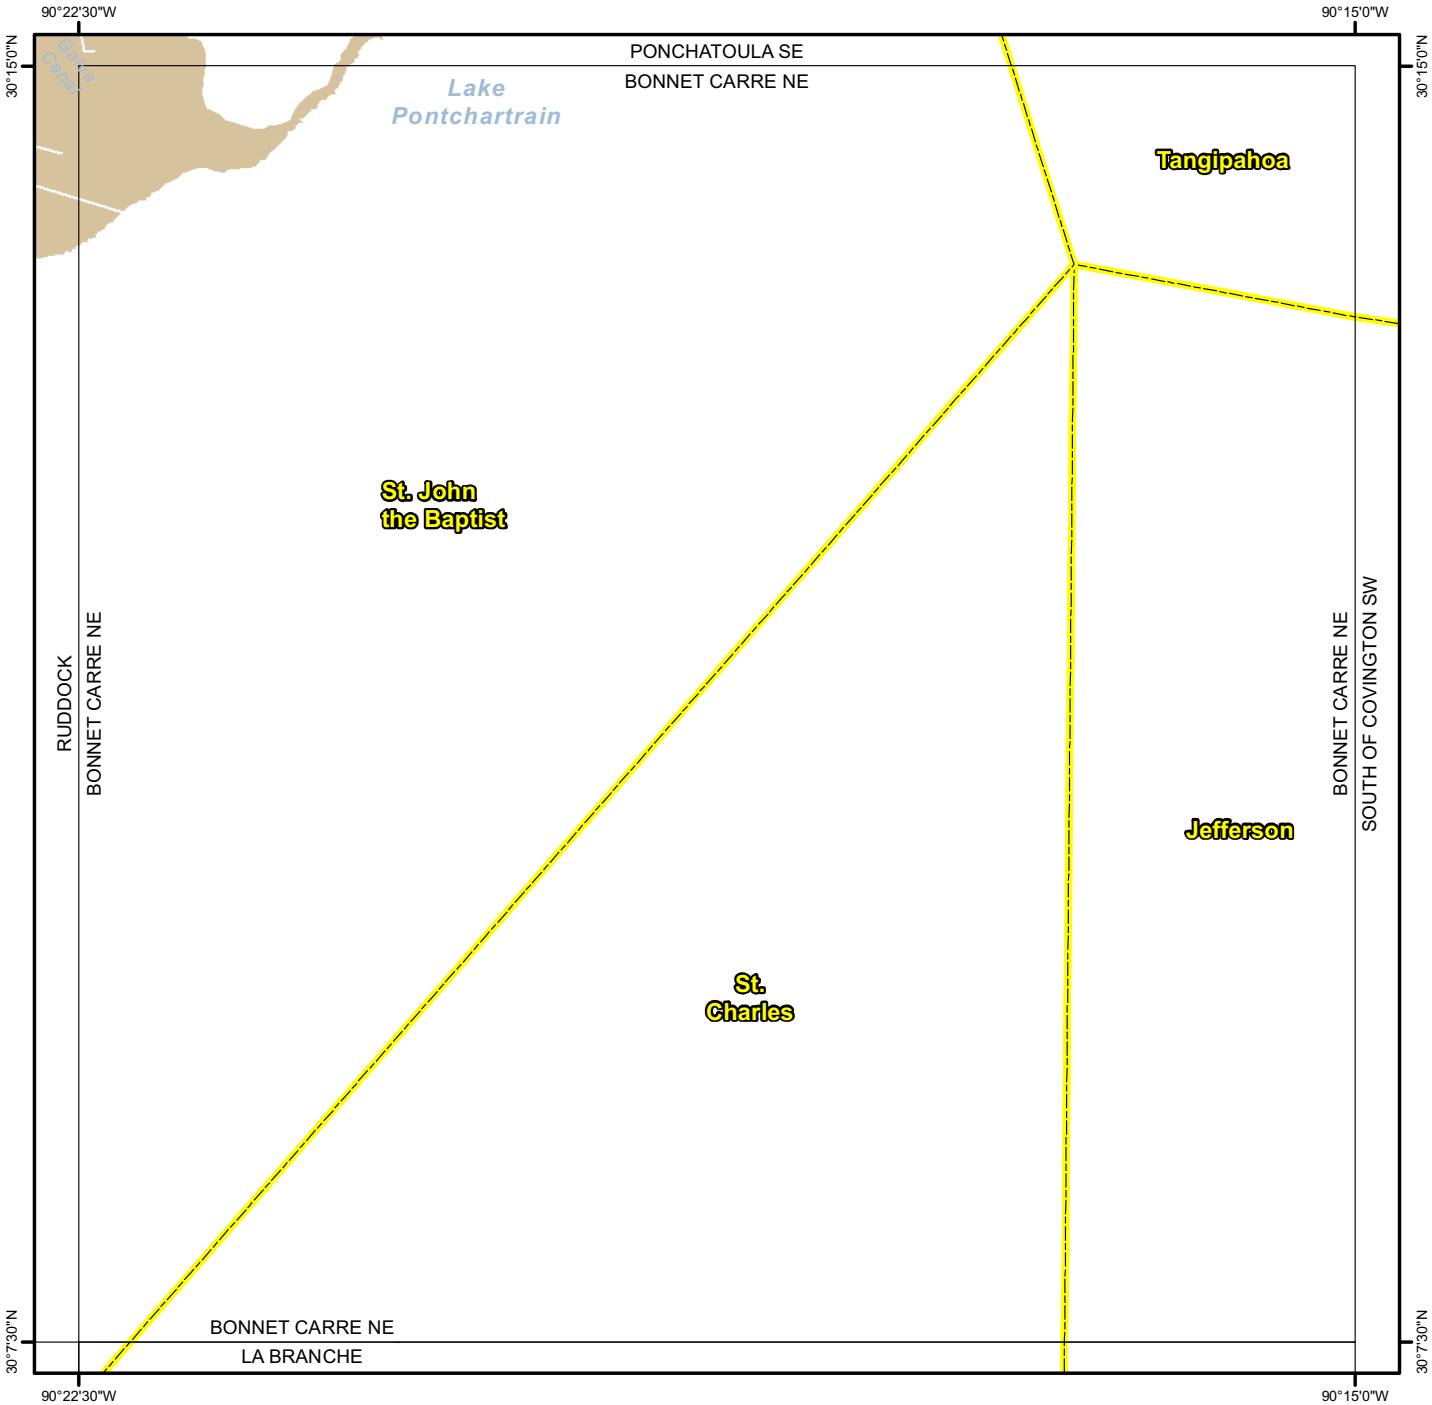 90°22'30"W
90°15'0"W
30°15'0"N
30°15'0"N
PONCHATOULA SE
BONNET CARRE NE
Galva
Canal
Lake
Pontchartrain
Tangipahoa
St. John
the Baptist
RUDDOCK
BONNET CARRE NE
BONNET CARRE NE
SOUTH OF COVINGTON SW
Jefferson
St.
Charles
BONNET CARRE NE
LA BRANCHE
30°7'30"N
30°7'30"N
90°22'30"W
90°15'0"W